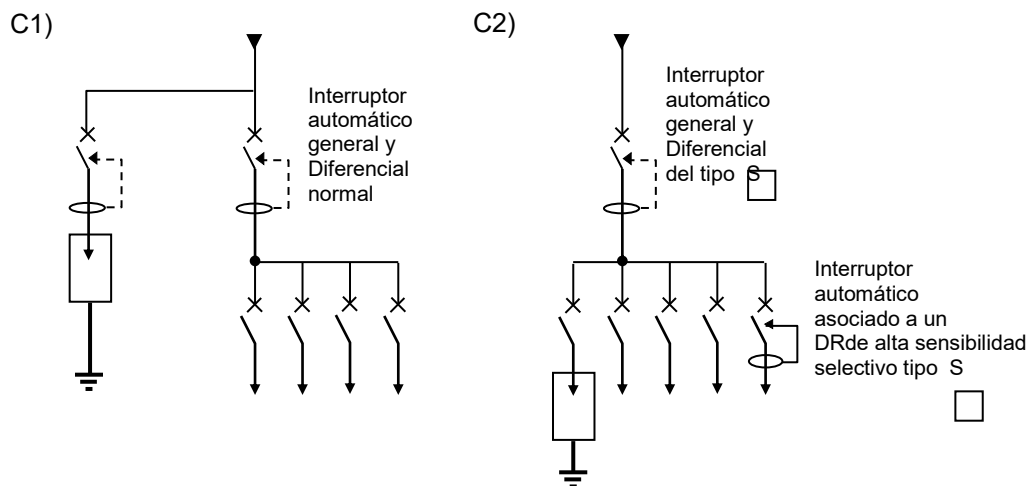 C1)
Interruptor
automático
general y
Diferencial
normal
C2)
Interruptor
automático
general y
Diferencial
del tipo S
Interruptor
automático
asociado a un
DRde alta sensibilidad
selectivo tipo S